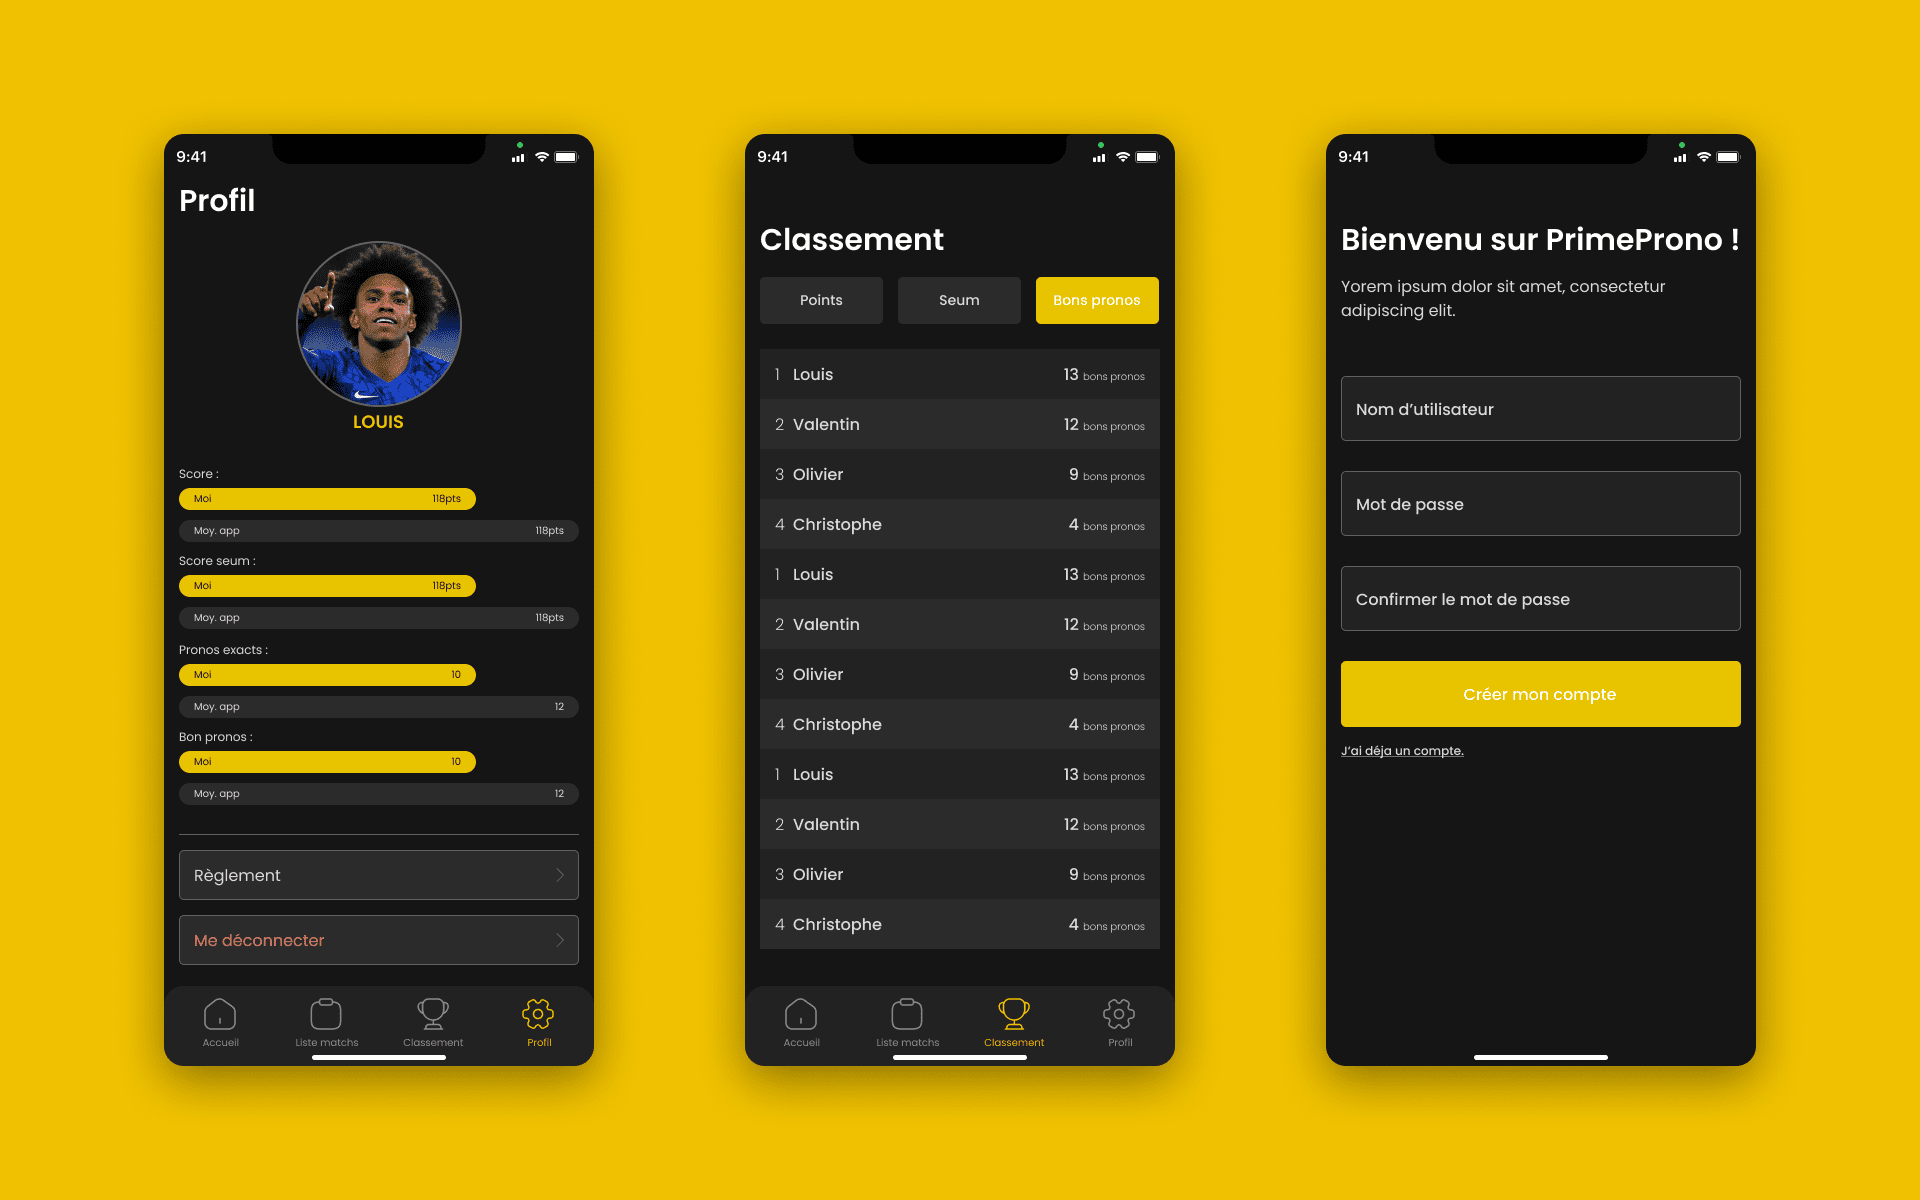 9:41
Profil
LOUIS
Score :
Moi 118pts
Moy. app 118pts
Score seum :
Moi 118pts
Moy. app 118pts
Pronos exacts :
Moi 10
Moy. app 12
Bon pronos :
Moi 10
Moy. app 12
Règlement
Me déconnecter
Accueil Liste matchs Classement Profil
9:41
Classement
Points Seum Bons pronos
1 Louis 13 bons pronos
2 Valentin 12 bons pronos
3 Olivier 9 bons pronos
4 Christophe 4 bons pronos
1 Louis 13 bons pronos
2 Valentin 12 bons pronos
3 Olivier 9 bons pronos
4 Christophe 4 bons pronos
1 Louis 13 bons pronos
2 Valentin 12 bons pronos
3 Olivier 9 bons pronos
4 Christophe 4 bons pronos
Accueil Liste matchs Classement Profil
9:41
Bienvenu sur PrimeProno !
Yorem ipsum dolor sit amet, consectetur
adipiscing elit.
Nom d’utilisateur
Mot de passe
Confirmer le mot de passe
Créer mon compte
J’ai déja un compte.